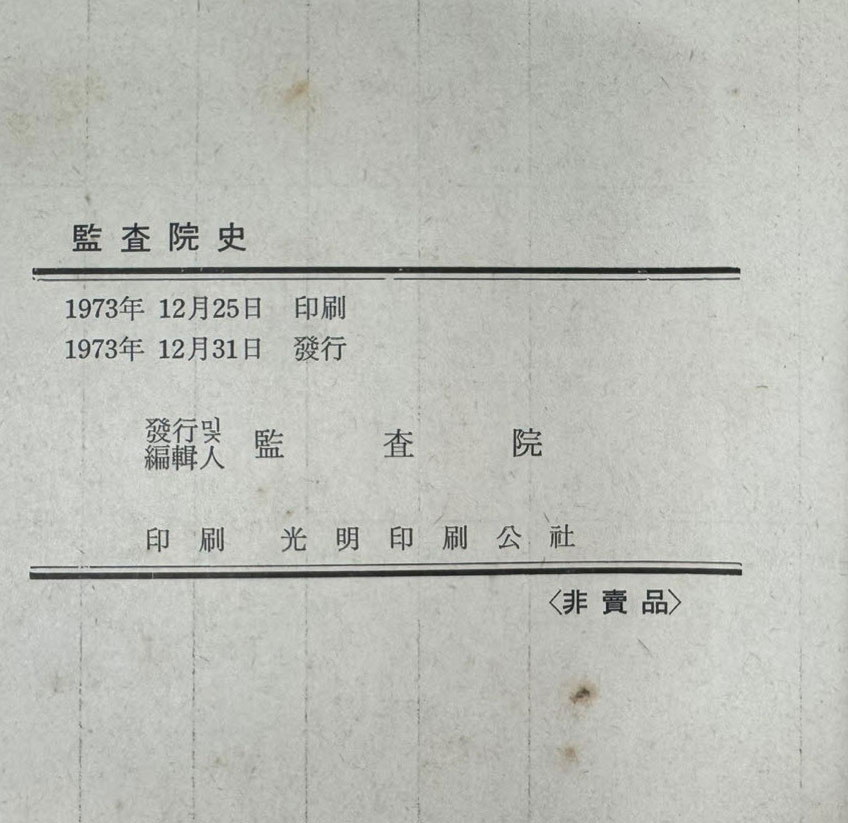 監査院史
1973年 12月25日 印刷
1973年 12月31日 發行
發行및
編輯人 監査院
印刷 光明印刷公社
〈非賣品〉